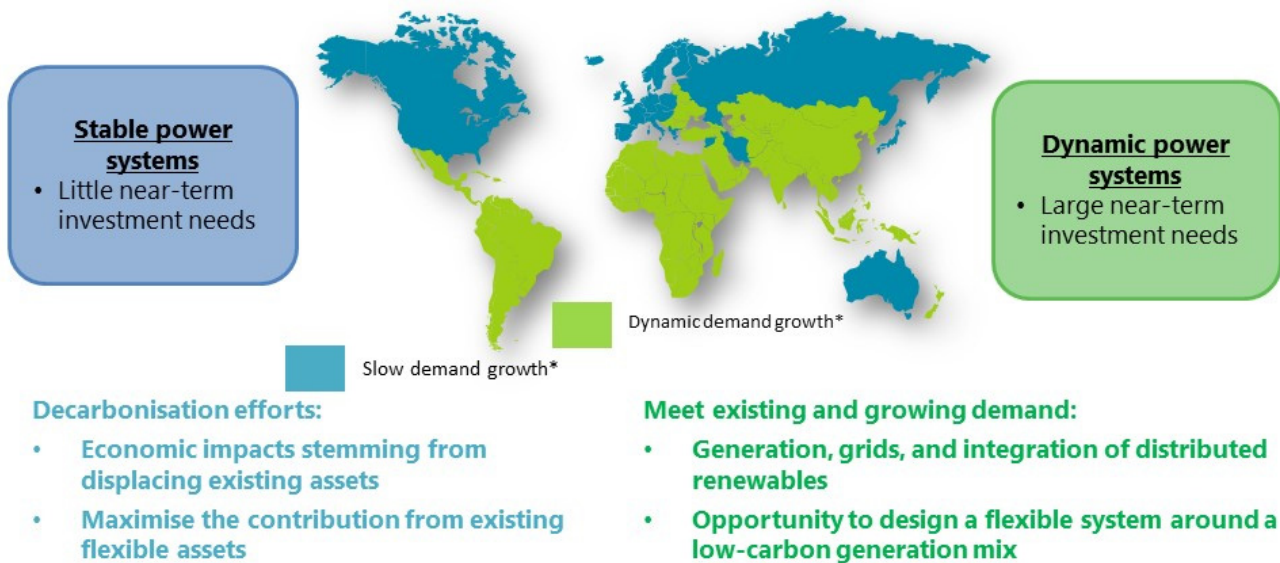 Stable power
systems
• Little near-term
investment needs
Dynamic power
systems
• Large near-term
investment needs
Dynamic demand growth*
Slow demand growth*
Decarbonisation efforts:
• Economic impacts stemming from
displacing existing assets
• Maximise the contribution from existing
flexible assets
Meet existing and growing demand:
• Generation, grids, and integration of distributed
renewables
• Opportunity to design a flexible system around a
low-carbon generation mix